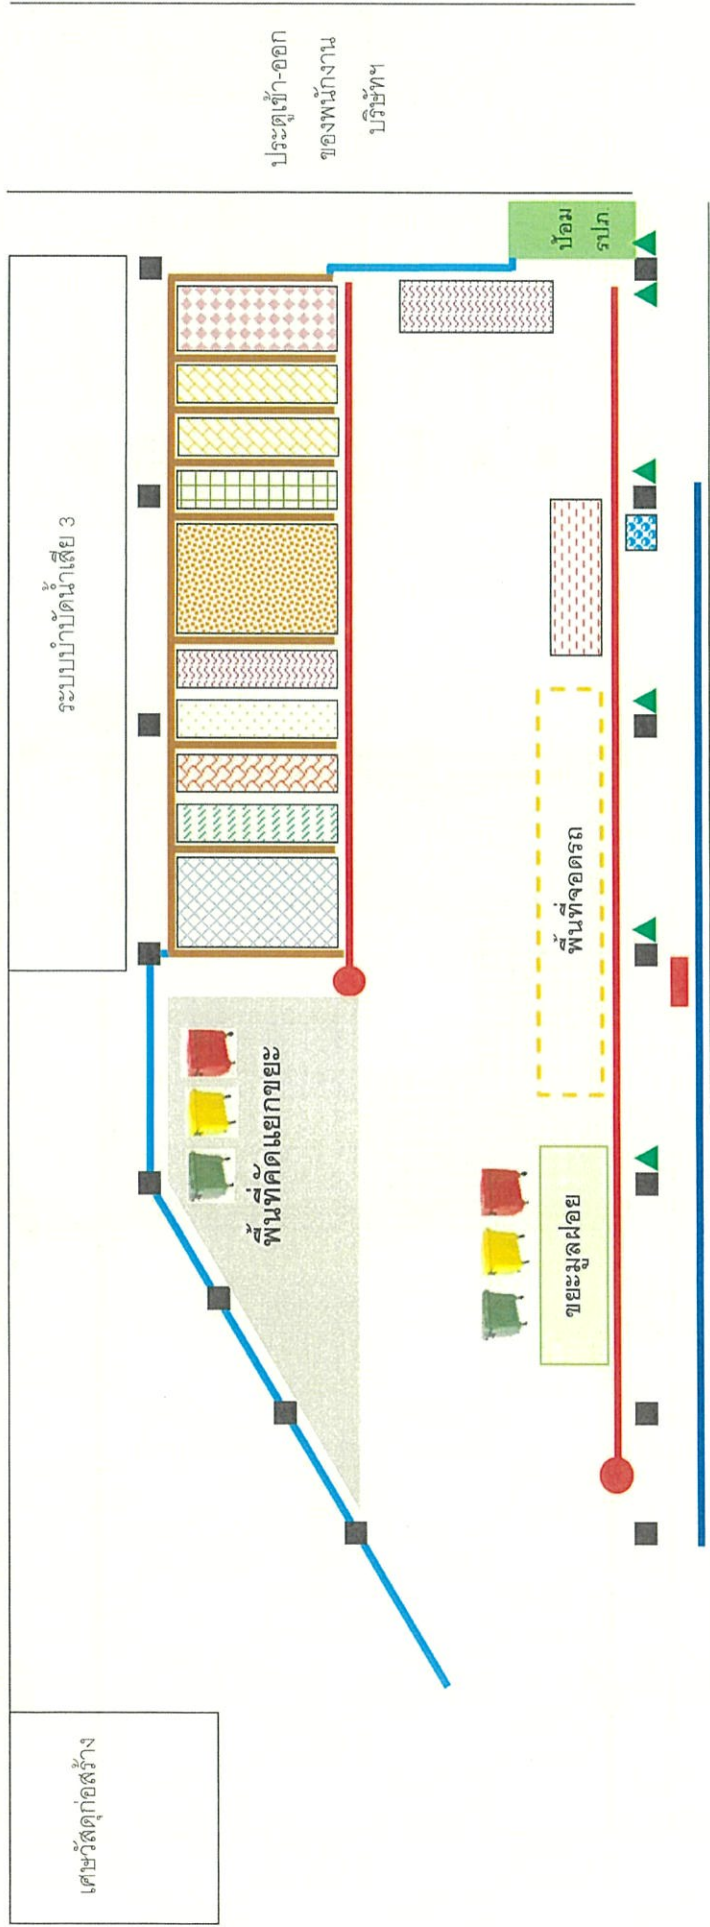 ประตูเข้า-ออก
ของพนักงาน
บริษัทฯ
ป้อม
รปภ.
ระบบบำบัดน้ำเสีย 3
พื้นที่จอดรถ
พื้นที่คัดแยกขยะ
ขยะมูลฝอย
เศษวัสดุก่อสร้าง